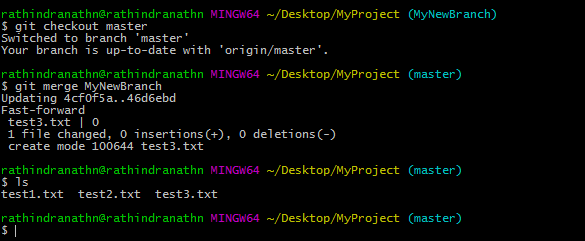 rathindranathn@rathindranathn MINGW64 ~/Desktop/MyProject (MyNewBranch)
$ git checkout master
Switched to branch 'master'
Your branch is up-to-date with 'origin/master'.
rathindranathn@rathindranathn MINGW64 ~/Desktop/MyProject (master)
$ git merge MyNewBranch
Updating 4cf0f5a..46d6ebd
Fast-forward
 test3.txt | 0
 1 file changed, 0 insertions(+), 0 deletions(-)
 create mode 100644 test3.txt
rathindranathn@rathindranathn MINGW64 ~/Desktop/MyProject (master)
$ ls
test1.txt  test2.txt  test3.txt
rathindranathn@rathindranathn MINGW64 ~/Desktop/MyProject (master)
$